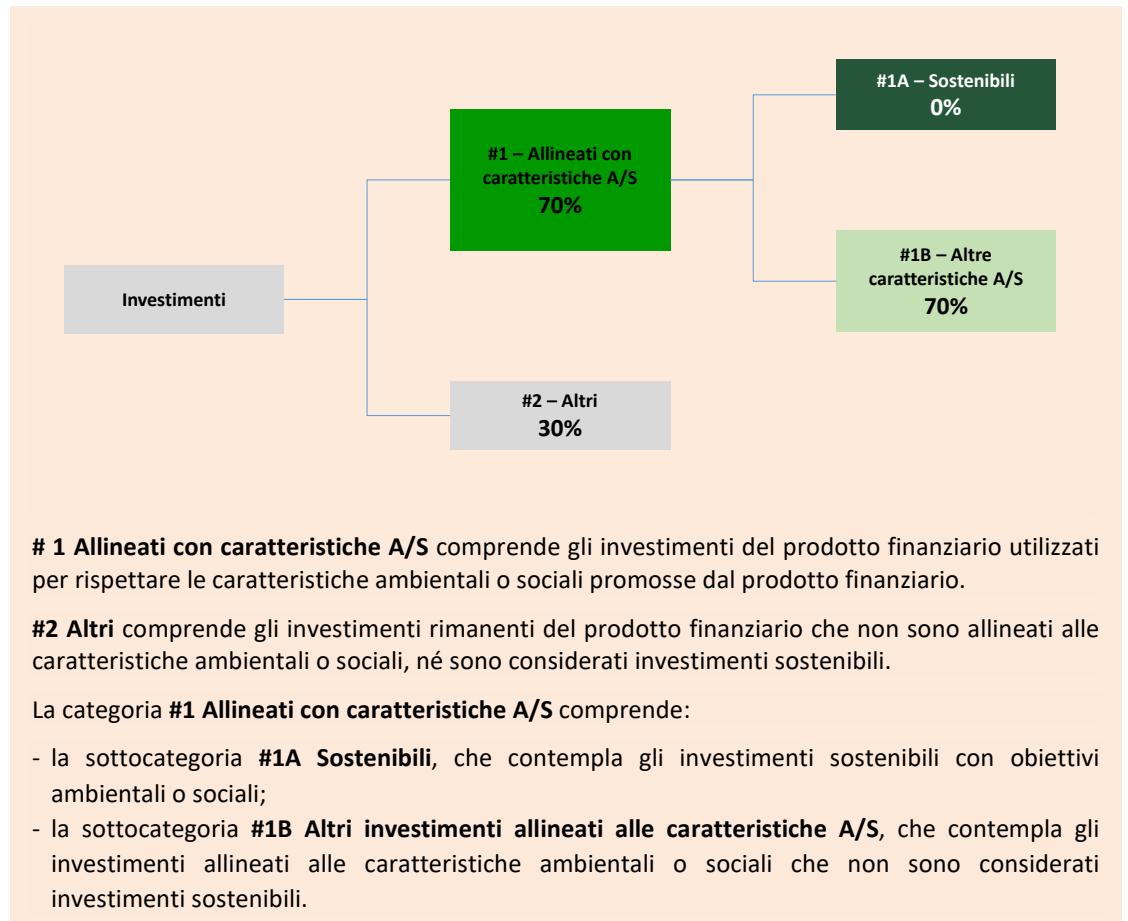 #1A – Sostenibili
0%
#1 – Allineati con
caratteristiche A/S
70%
#1B – Altre
caratteristiche A/S
70%
Investimenti
#2 – Altri
30%
# 1 Allineati con caratteristiche A/S comprende gli investimenti del prodotto finanziario utilizzati
per rispettare le caratteristiche ambientali o sociali promosse dal prodotto finanziario.
#2 Altri comprende gli investimenti rimanenti del prodotto finanziario che non sono allineati alle
caratteristiche ambientali o sociali, né sono considerati investimenti sostenibili.
La categoria #1 Allineati con caratteristiche A/S comprende:
- la sottocategoria #1A Sostenibili, che contempla gli investimenti sostenibili con obiettivi
ambientali o sociali;
- la sottocategoria #1B Altri investimenti allineati alle caratteristiche A/S, che contempla gli
investimenti allineati alle caratteristiche ambientali o sociali che non sono considerati
investimenti sostenibili.